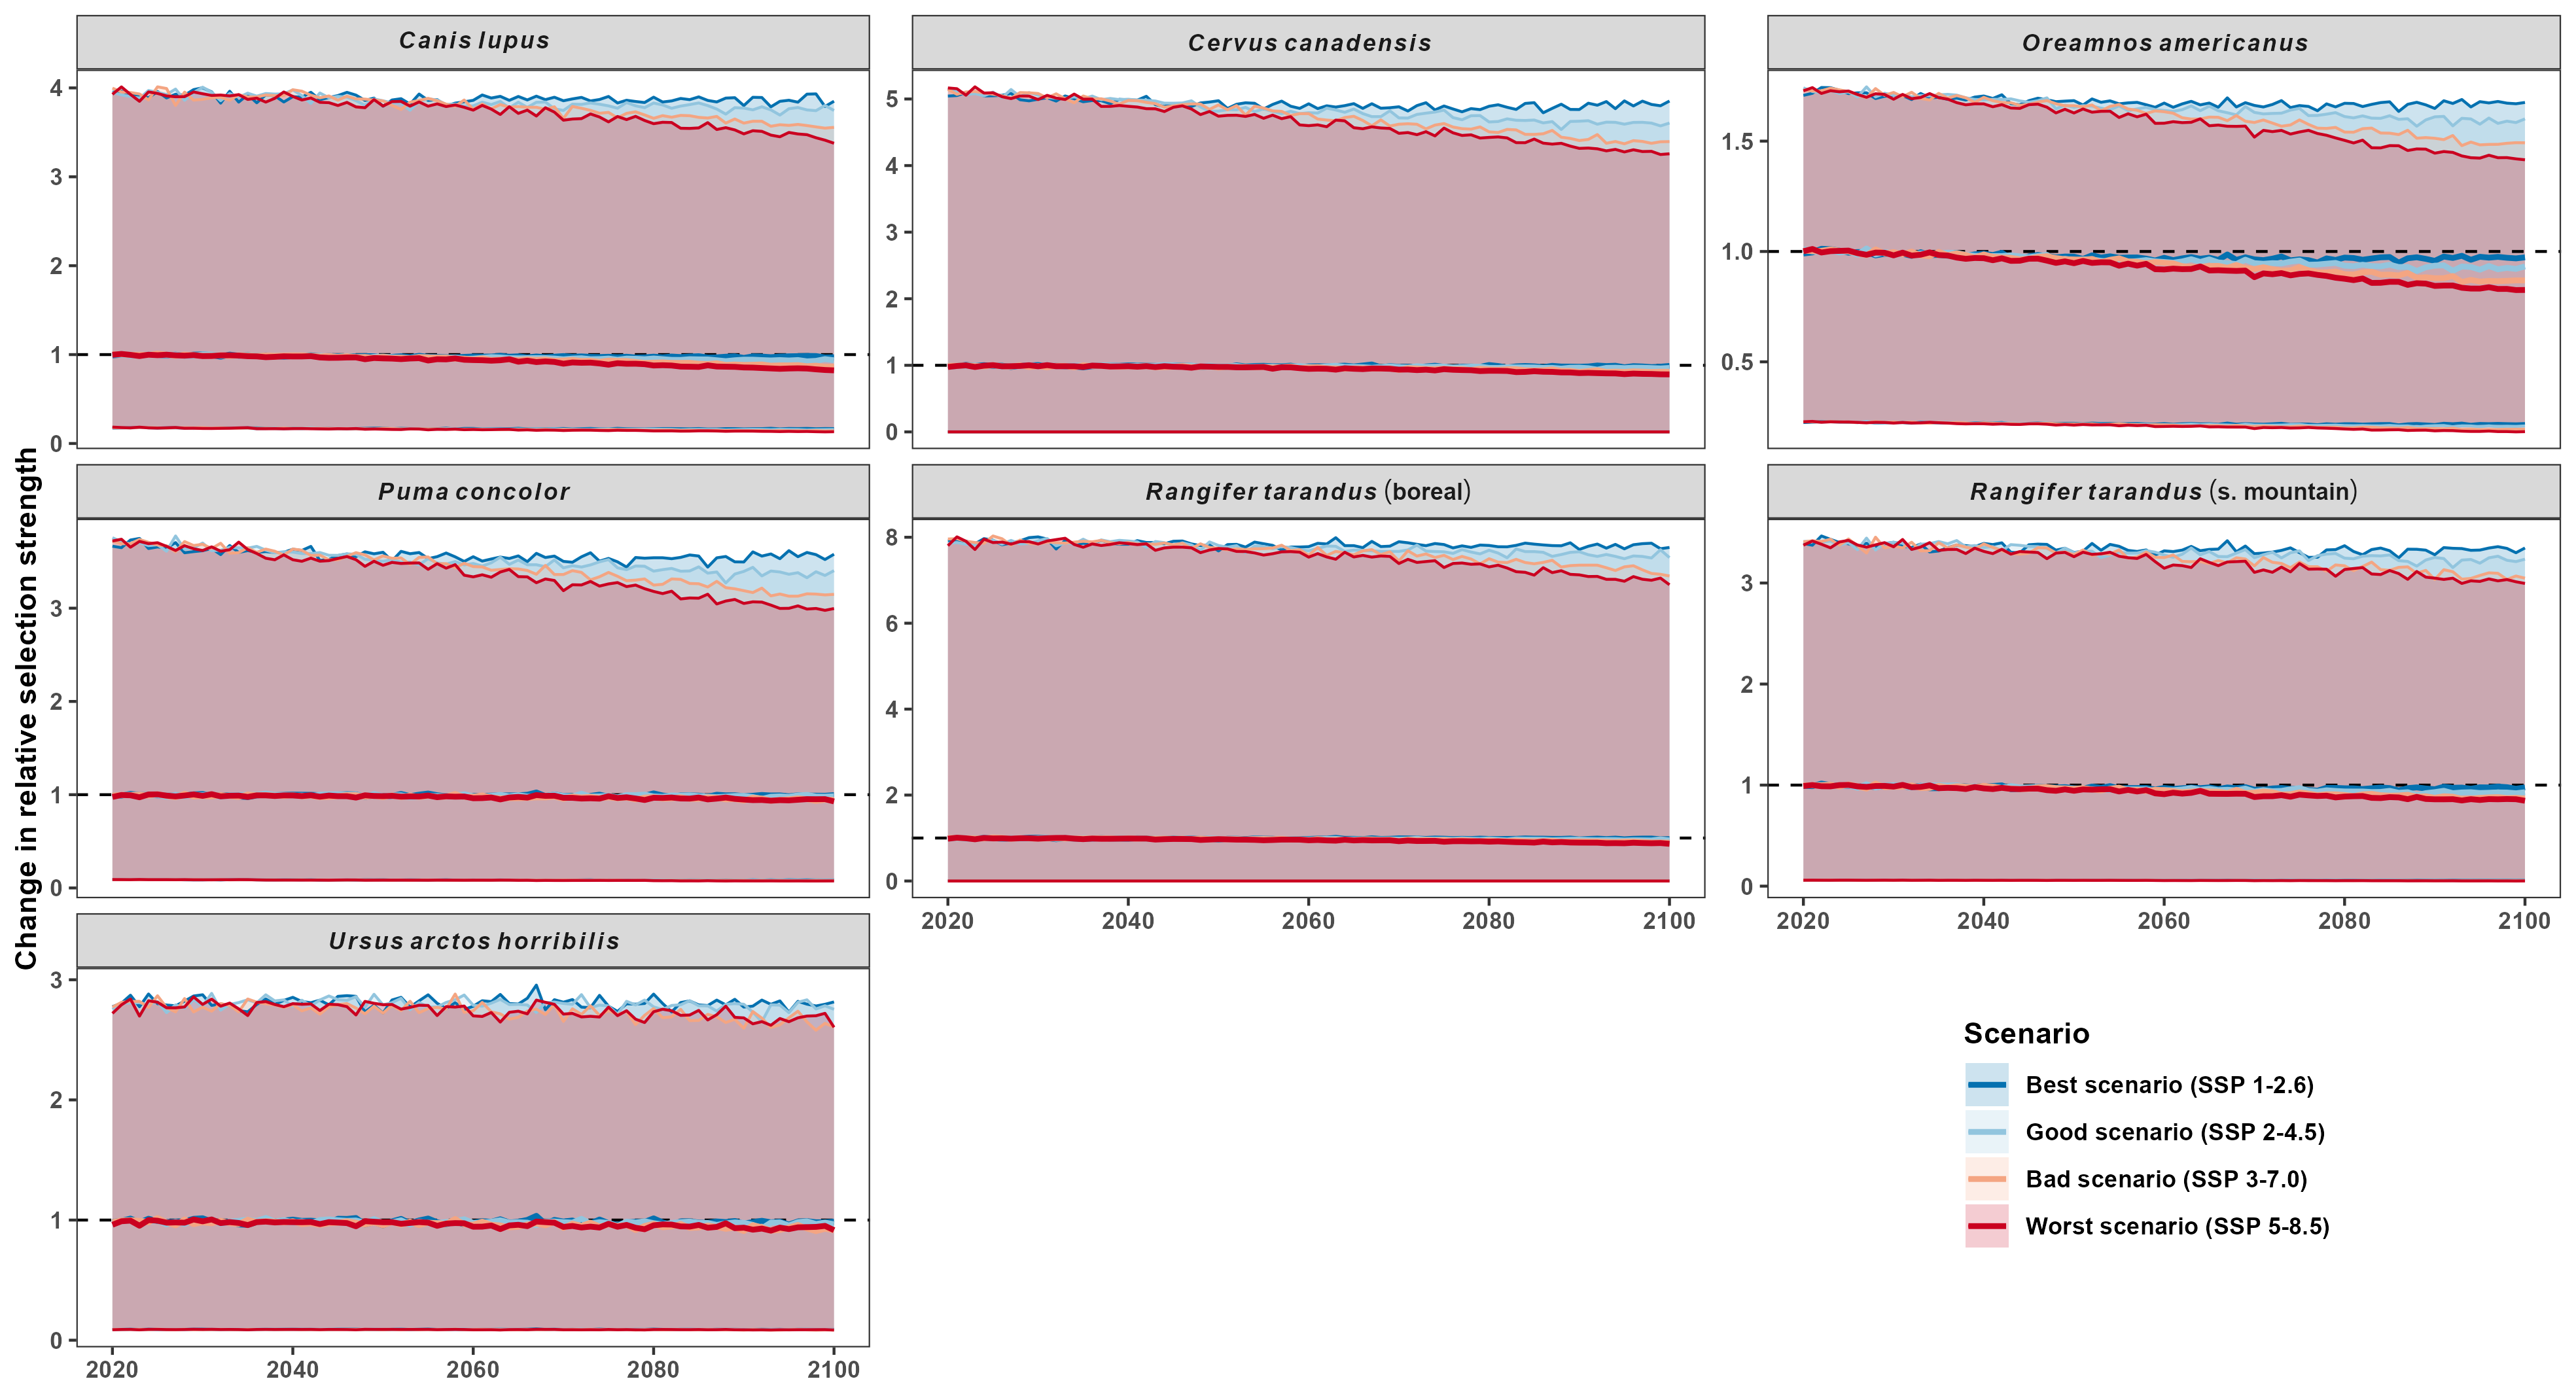 Change in relative selection strength
Canis lupus
4
3
2
1
0
Cervus canadensis
5
4
3
2
1
0
Oreamnos americanus
1.5
1.0
0.5
Puma concolor
3
2
1
0
Rangifer tarandus (boreal)
8
6
4
2
0
2020 2040 2060 2080 2100
Rangifer tarandus (s. mountain)
3
2
1
0
2020 2040 2060 2080 2100
Ursus arctos horribilis
3
2
1
0
2020 2040 2060 2080 2100
Scenario
Best scenario (SSP 1-2.6)
Good scenario (SSP 2-4.5)
Bad scenario (SSP 3-7.0)
Worst scenario (SSP 5-8.5)